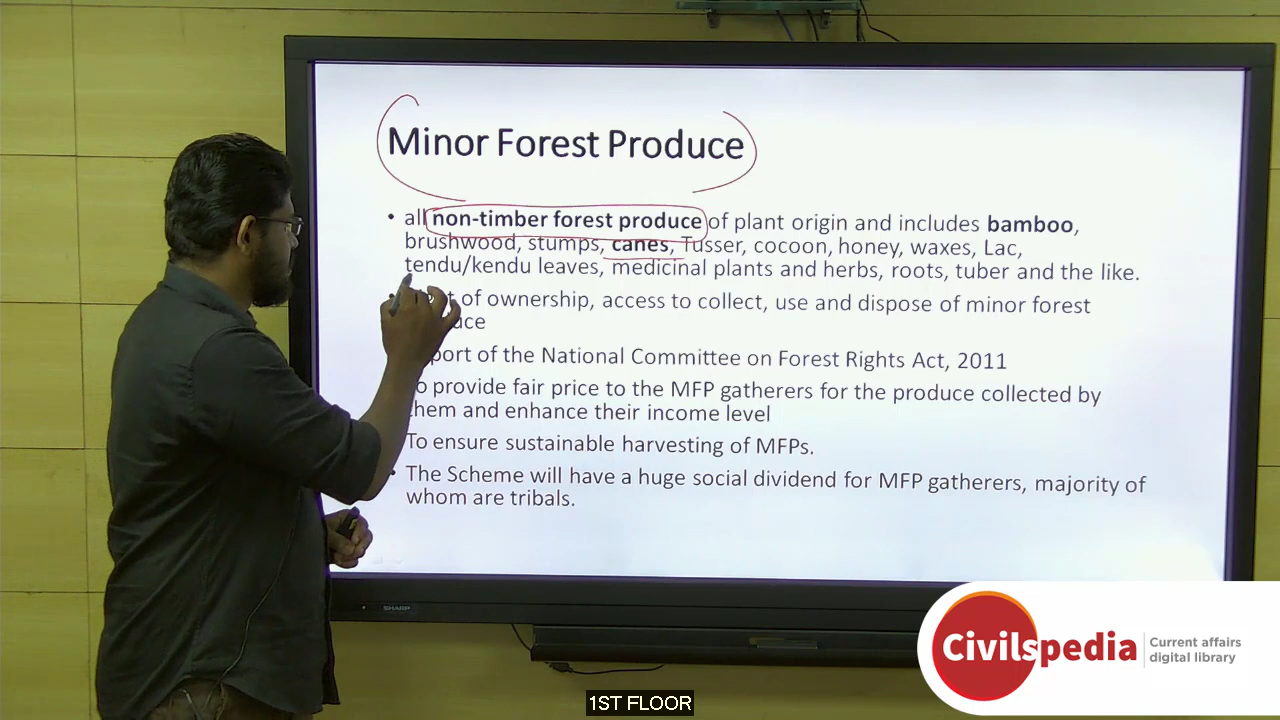 Minor Forest Produce
• all non-timber forest produce of plant origin and includes bamboo,
brushwood, stumps, canes, Tusser, cocoon, honey, waxes, Lac,
tendu/kendu leaves, medicinal plants and herbs, roots, tuber and the like.
of ownership, access to collect, use and dispose of minor forest
of the National Committee on Forest Rights Act, 2011
provide fair price to the MFP gatherers for the produce collected by
them and enhance their income level
To ensure sustainable harvesting of MFPs.
• The Scheme will have a huge social dividend for MFP gatherers, majority of
whom are tribals.
SHARP
Civilspedia
Current affairs
digital library
1ST FLOOR